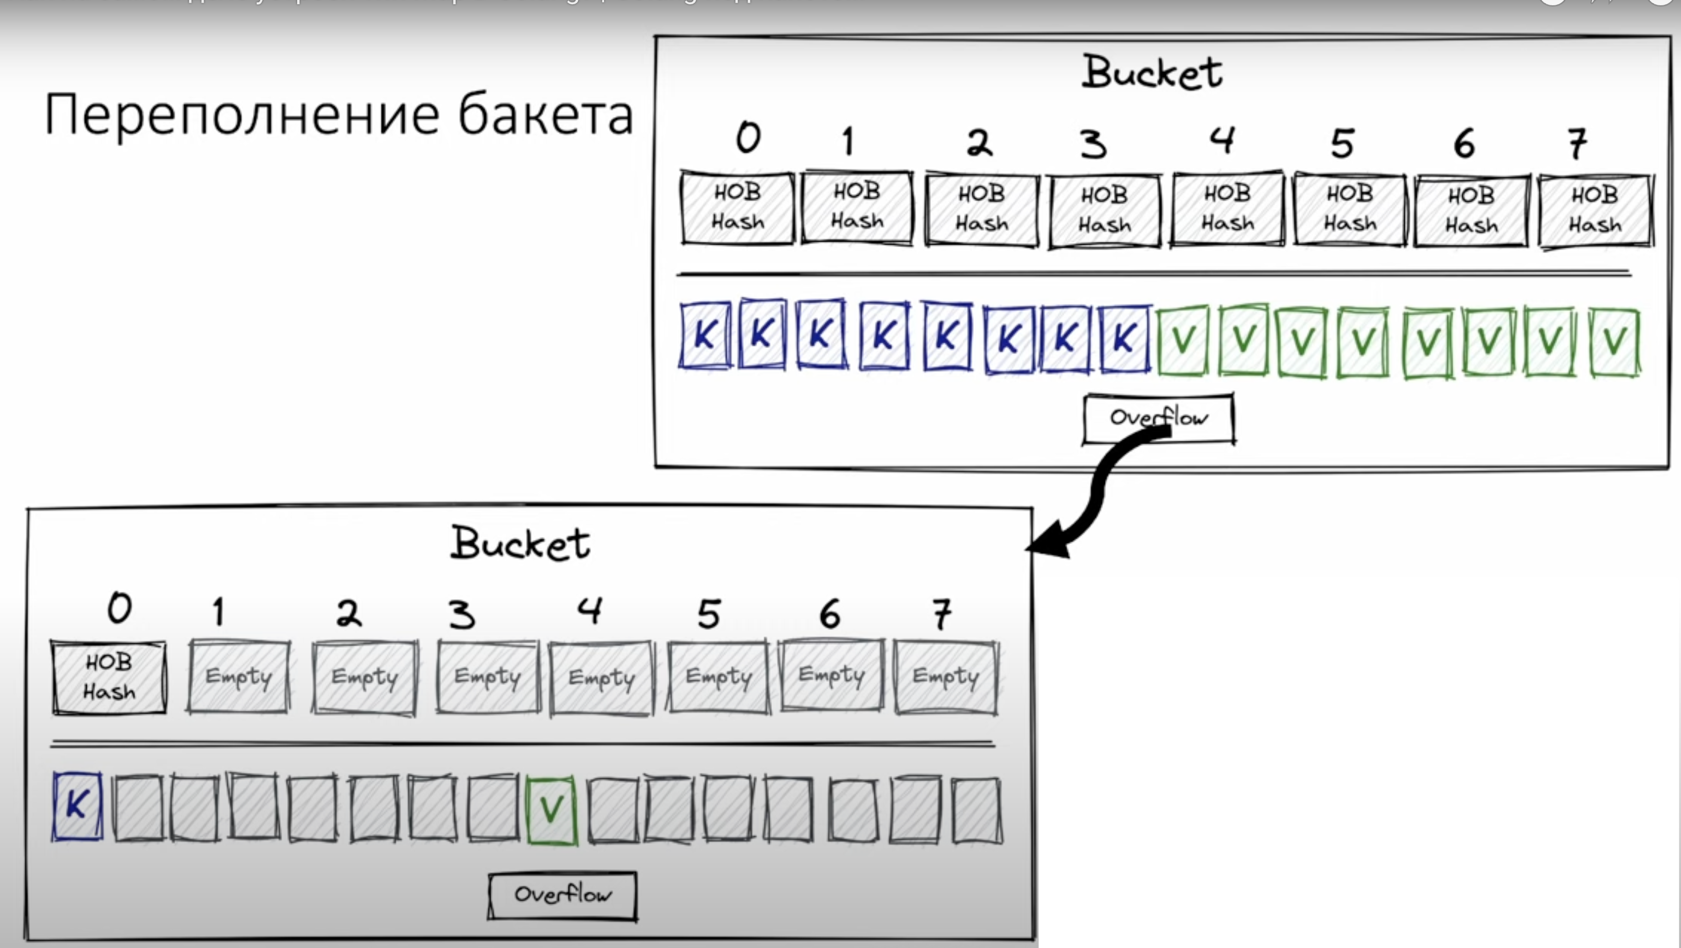 Переполнение бакета
Bucket
0 1 2 3 4 5 6 7
HOB Hash HOB Hash HOB Hash HOB Hash HOB Hash HOB Hash HOB Hash HOB Hash
K K K K K K K K V V V V V V V V
Overflow
Bucket
0 1 2 3 4 5 6 7
HOB Hash Empty Empty Empty Empty Empty Empty Empty
K V
Overflow